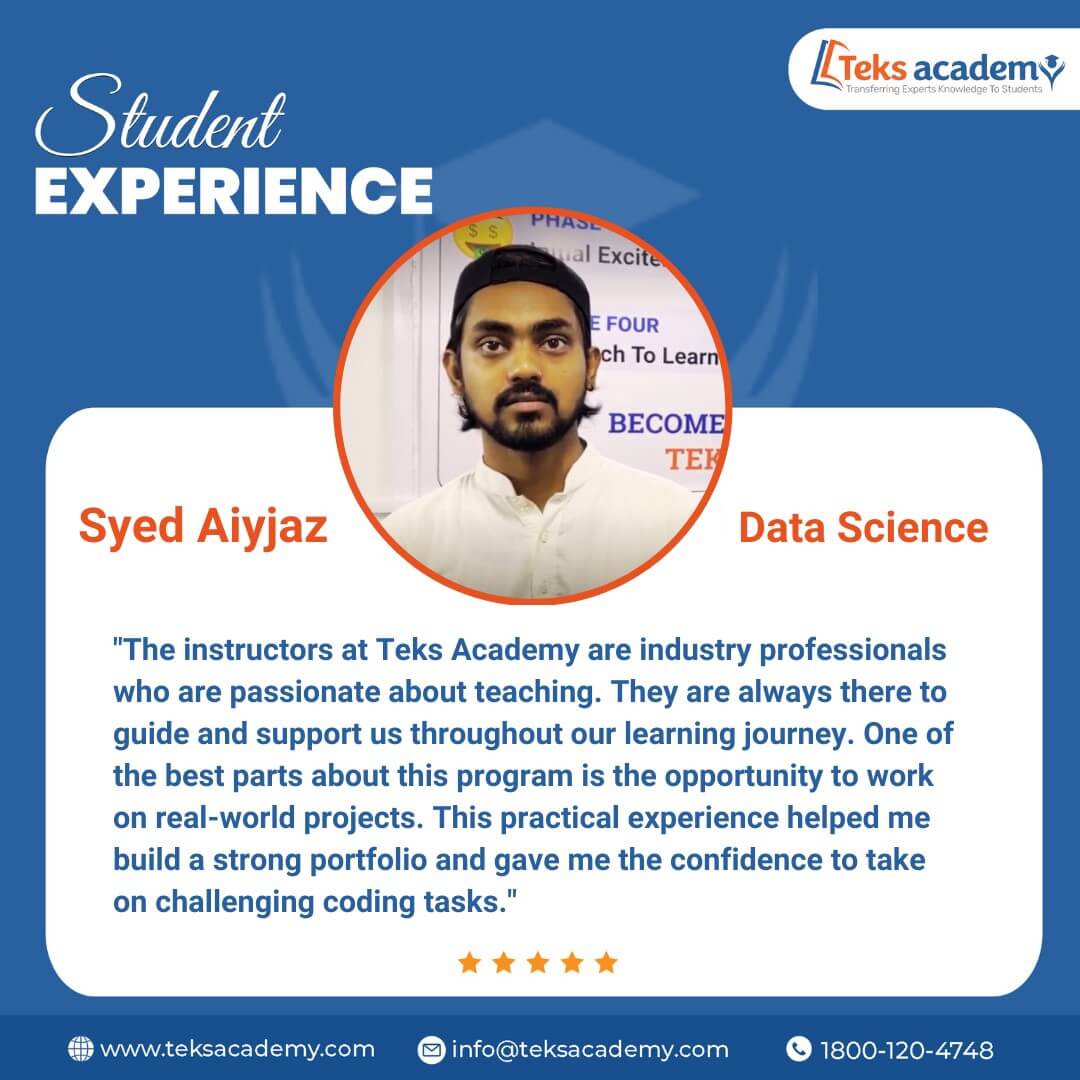 Teks academy
Transferring Experts Knowledge To Students
Student
EXPERIENCE
PHASE
Excite
E FOUR
ch To Learn
BECOME
TEK
Syed Aiyjaz
Data Science
"The instructors at Teks Academy are industry professionals
who are passionate about teaching. They are always there to
guide and support us throughout our learning journey. One of
the best parts about this program is the opportunity to work
on real-world projects. This practical experience helped me
build a strong portfolio and gave me the confidence to take
on challenging coding tasks."
www.teksacademy.com
info@teksacademy.com
1800-120-4748